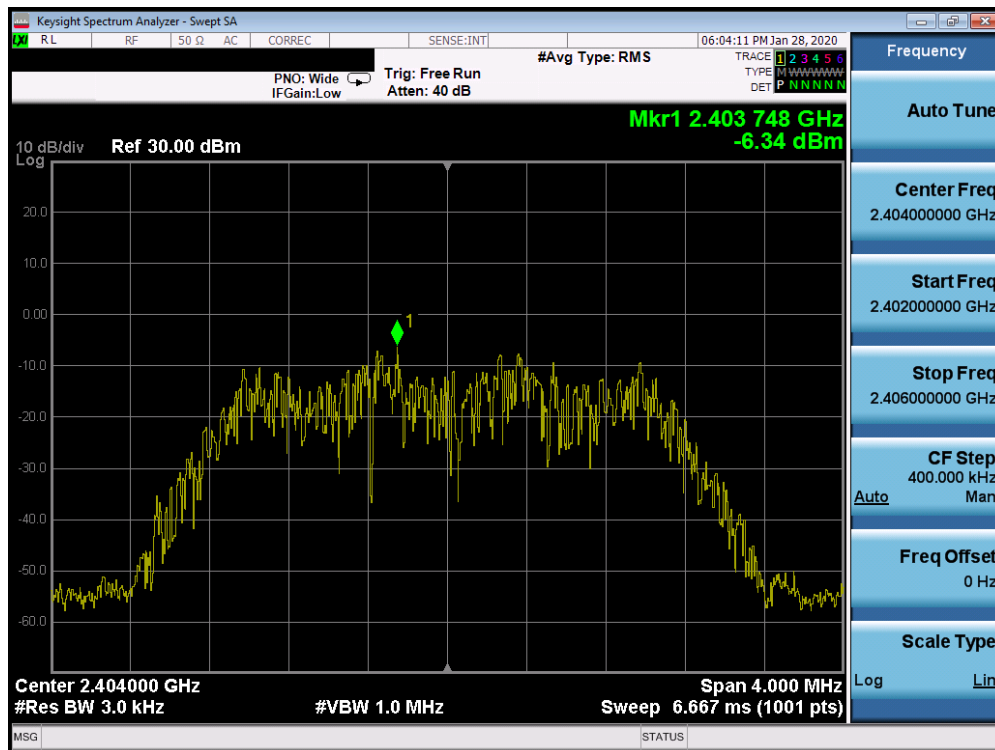 Keysight Spectrum Analyzer - Swept SA
LXI RL RF 50 Ω AC CORREC SENSE:INT 06:04:11 PM Jan 28, 2020
#Avg Type: RMS
TRACE 1 2 3 4 5 6
PNO: Wide Trig: Free Run
TYPE M WWWWWW
IFGain:Low Atten: 40 dB
DET P N N N N N
Mkr1 2.403 748 GHz
-6.34 dBm
10 dB/div Ref 30.00 dBm
Log
20.0
10.0
0.00
-10.0
-20.0
-30.0
-40.0
-50.0
-60.0
1
Center 2.404000 GHz Span 4.000 MHz
#Res BW 3.0 kHz #VBW 1.0 MHz Sweep 6.667 ms (1001 pts)
MSG STATUS
Frequency
Auto Tune
Center Freq
2.404000000 GHz
Start Freq
2.402000000 GHz
Stop Freq
2.406000000 GHz
CF Step
400.000 kHz
Auto Man
Freq Offset
0 Hz
Scale Type
Log Lin